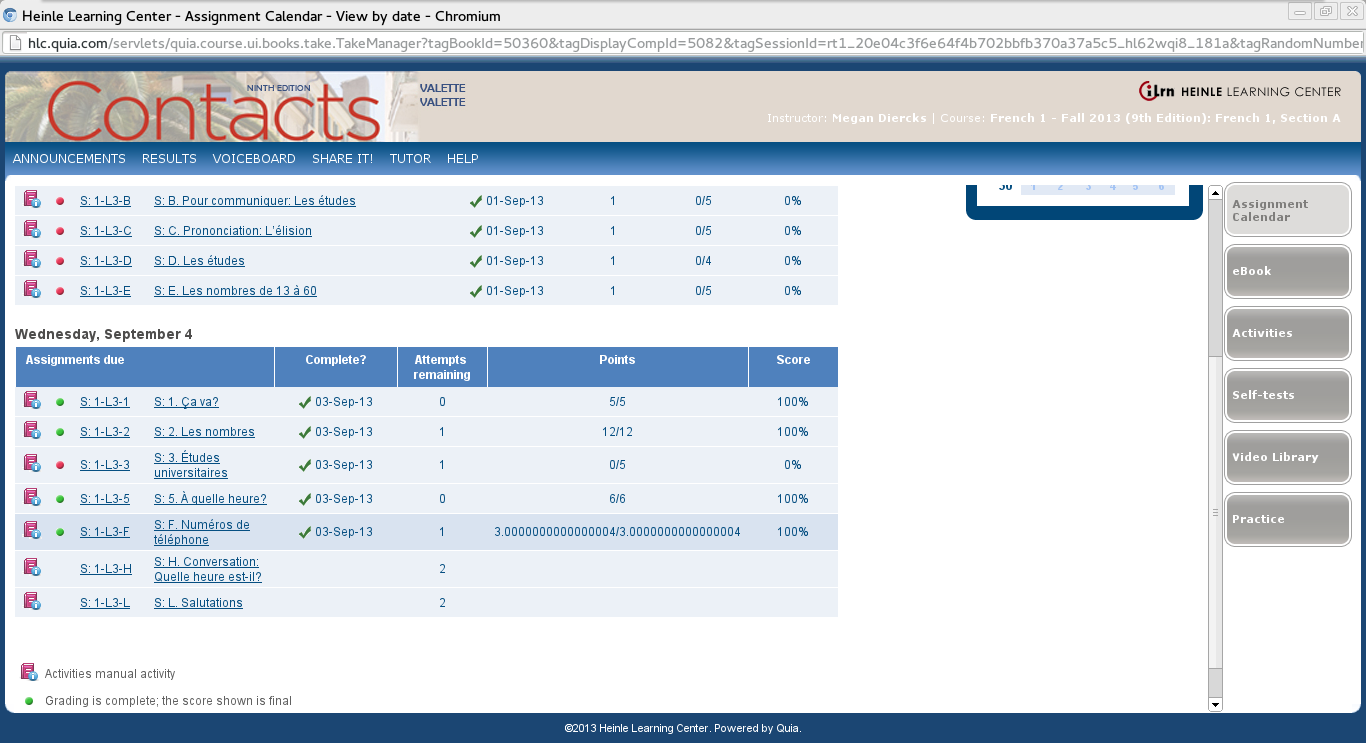 Heinle Learning Center - Assignment Calendar - View by date - Chromium
hlc.quia.com/servlets/quia.course.ui.books.take.TakeManager?tagBookId=50360&tagDisplayCompId=5082&tagSessionId=rt1_20e04c3f6e64f4b702bbfb370a37a5c5_hl62wqi8_181a&tagRandomNumber
NINTH EDITION
Contacts
VALETTE
VALETTE
iLrn HEINLE LEARNING CENTER
Instructor: Megan Diercks | Course: French 1 - Fall 2013 (9th Edition): French 1, Section A
ANNOUNCEMENTS RESULTS VOICEBOARD SHARE IT! TUTOR HELP
30 1 2 3 4 5 6
S: 1-L3-B S: B. Pour communiquer: Les études 01-Sep-13 1 0/5 0%
S: 1-L3-C S: C. Prononciation: L'élision 01-Sep-13 1 0/5 0%
S: 1-L3-D S: D. Les études 01-Sep-13 1 0/4 0%
S: 1-L3-E S: E. Les nombres de 13 à 60 01-Sep-13 1 0/5 0%
Wednesday, September 4
Assignments due Complete? Attempts remaining Points Score
S: 1-L3-1 S: 1. Ça va? 03-Sep-13 0 5/5 100%
S: 1-L3-2 S: 2. Les nombres 03-Sep-13 1 12/12 100%
S: 1-L3-3 S: 3. Études universitaires 03-Sep-13 1 0/5 0%
S: 1-L3-5 S: 5. À quelle heure? 03-Sep-13 0 6/6 100%
S: 1-L3-F S: F. Numéros de téléphone 03-Sep-13 1 3.0000000000000004/3.0000000000000004 100%
S: 1-L3-H S: H. Conversation: Quelle heure est-il? 2
S: 1-L3-L S: L. Salutations 2
Activities manual activity
Grading is complete; the score shown is final
Assignment
Calendar
eBook
Activities
Self-tests
Video Library
Practice
©2013 Heinle Learning Center. Powered by Quia.